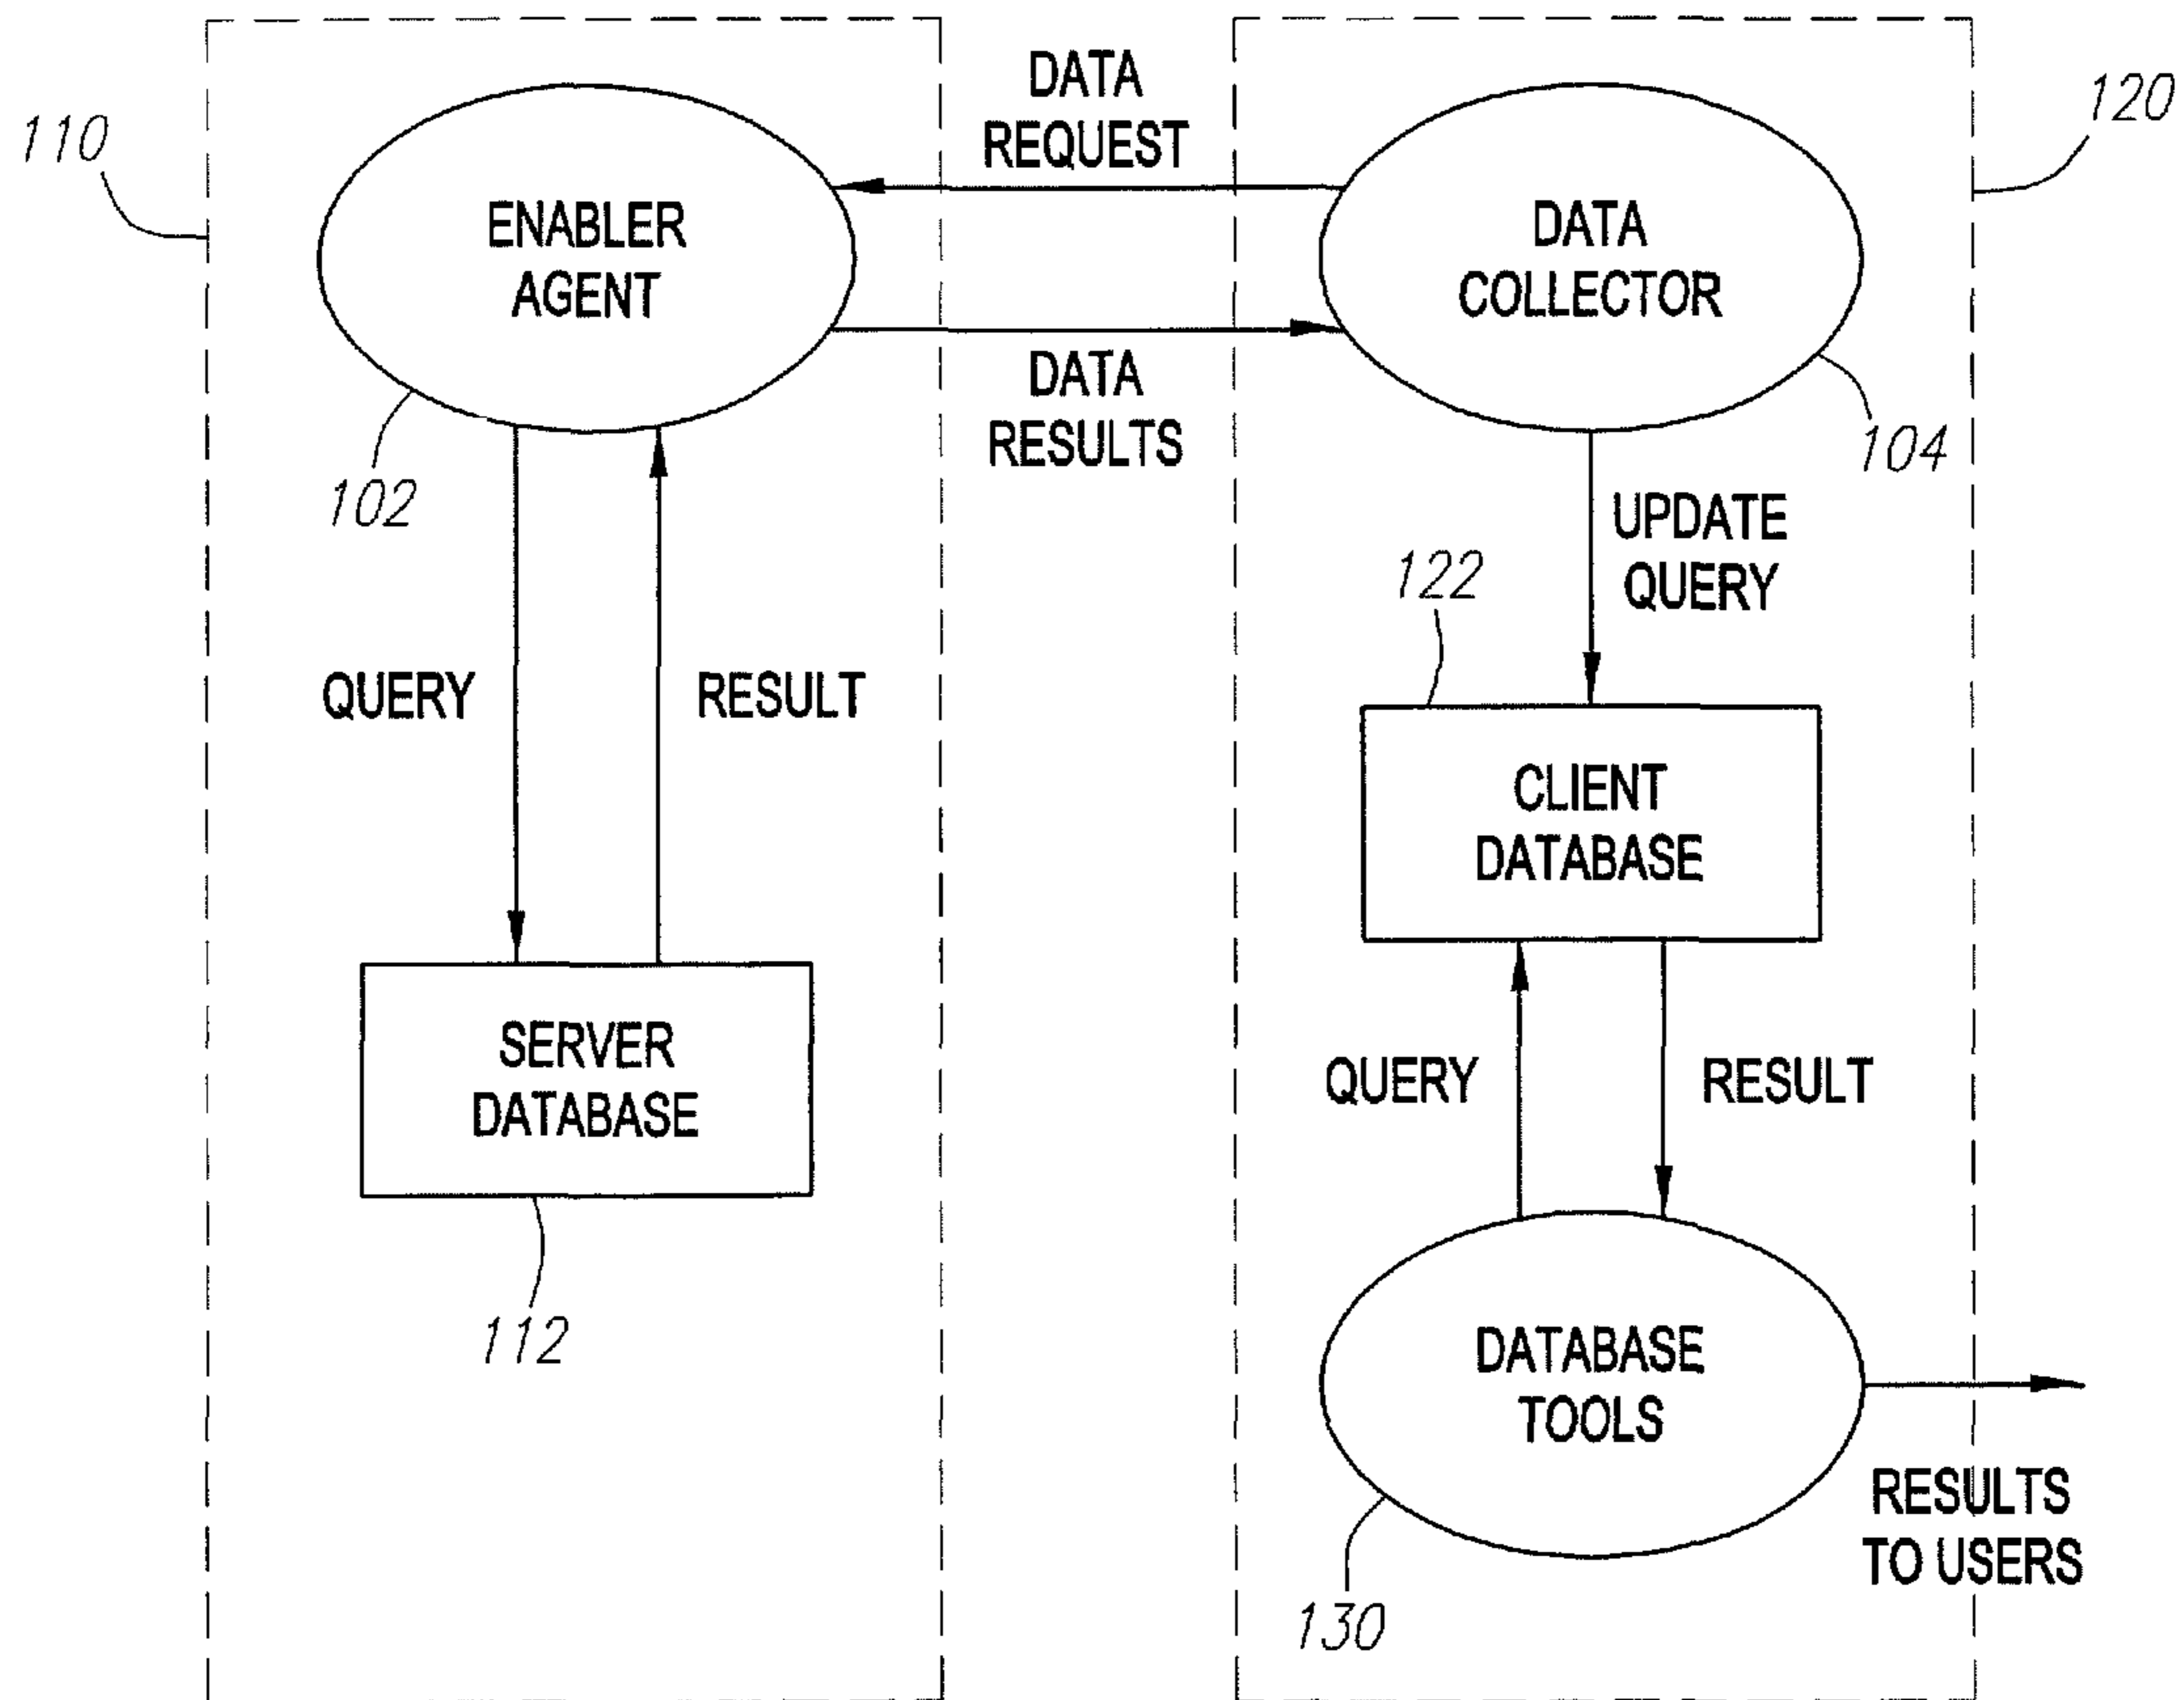 110
ENABLER
AGENT
102
QUERY
RESULT
SERVER
DATABASE
112
DATA
REQUEST
DATA
RESULTS
120
DATA
COLLECTOR
104
UPDATE
QUERY
122
CLIENT
DATABASE
QUERY
RESULT
DATABASE
TOOLS
130
RESULTS
TO USERS